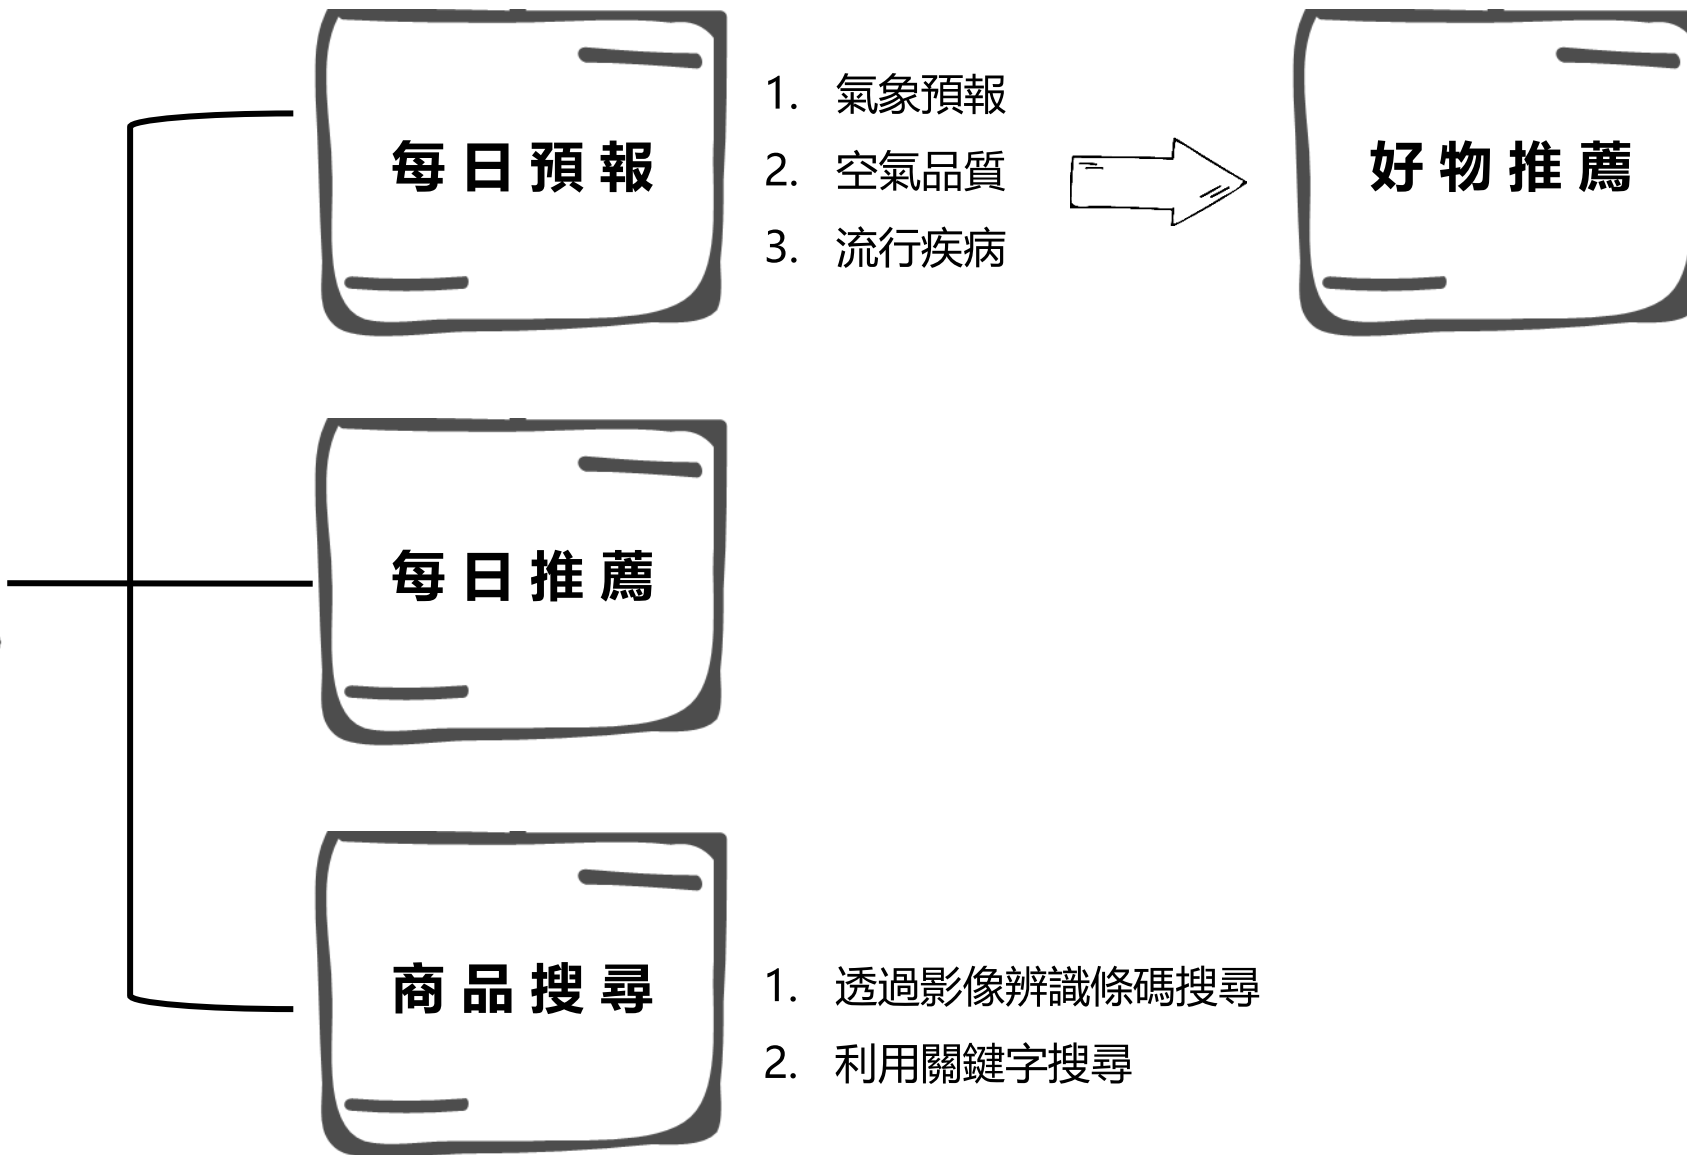 每日預報
1. 氣象預報
2. 空氣品質
3. 流行疾病
好物推薦
每日推薦
商品搜尋
1. 透過影像辨識條碼搜尋
2. 利用關鍵字搜尋